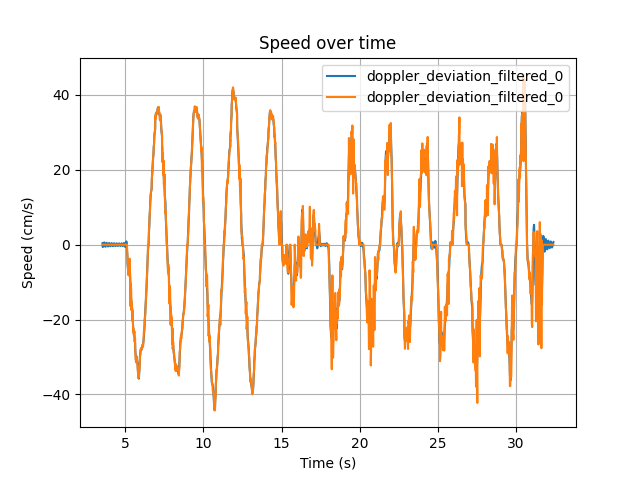 Speed over time
doppler_deviation_filtered_0
doppler_deviation_filtered_0
40
20
0
−20
−40
Speed (cm/s)
5
10
15
20
25
30
Time (s)